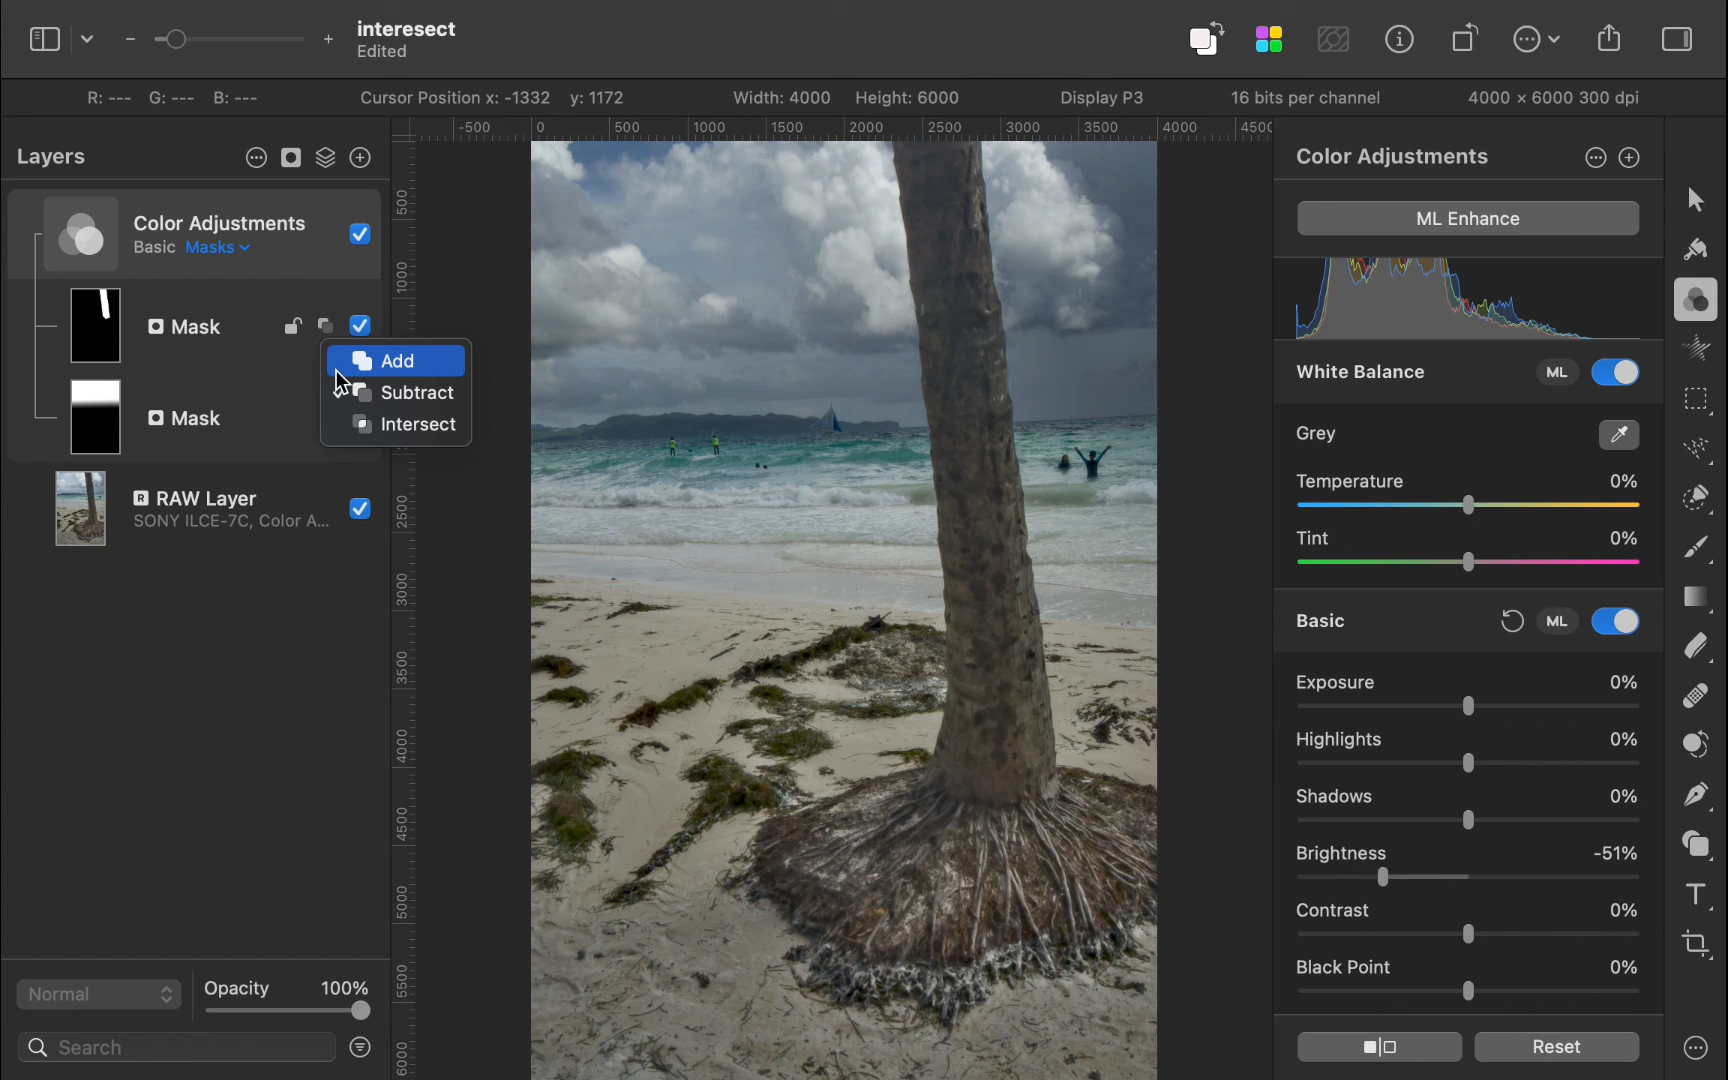 interesect
Edited
R: --- G: --- B: ---
Cursor Position x: -1332 y: 1172
Width: 4000 Height: 6000
Display P3
16 bits per channel
4000 × 6000 300 dpi
-500 0 500 1000 1500 2000 2500 3000 3500 4000 450
Layers
Color Adjustments
Basic Masks
Mask
Add
Subtract
Intersect
Mask
R RAW Layer
SONY ILCE-7C, Color A...
Normal
Opacity 100%
Search
500
1000
2500
3000
3500
4000
4500
5000
5500
6000
Color Adjustments
ML Enhance
White Balance ML
Grey
Temperature 0%
Tint 0%
Basic ML
Exposure 0%
Highlights 0%
Shadows 0%
Brightness -51%
Contrast 0%
Black Point 0%
Reset
T